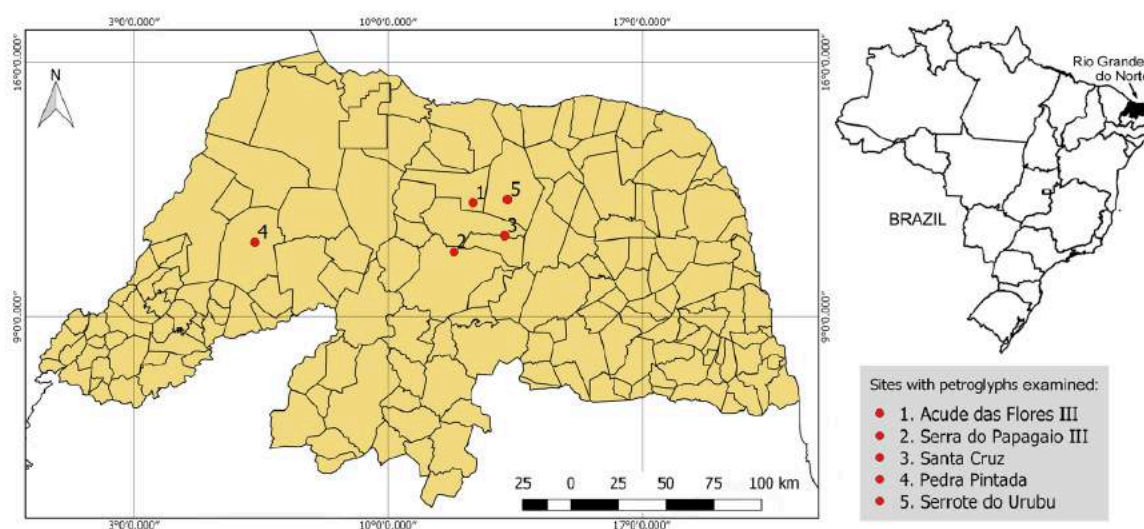 3°0'0.000"
10°0'0.000"
17°0'0.000"
16°0'0.000"
16°0'0.000"
N
Rio Grande
do Norte
1
5
3
4
2
BRAZIL
9°0'0.000"
9°0'0.000"
Sites with petroglyphs examined:
1. Acude das Flores III
2. Serra do Papagaio III
3. Santa Cruz
4. Pedra Pintada
5. Serrote do Urubu
25 0 25 50 75 100 km
3°0'0.000"
10°0'0.000"
17°0'0.000"